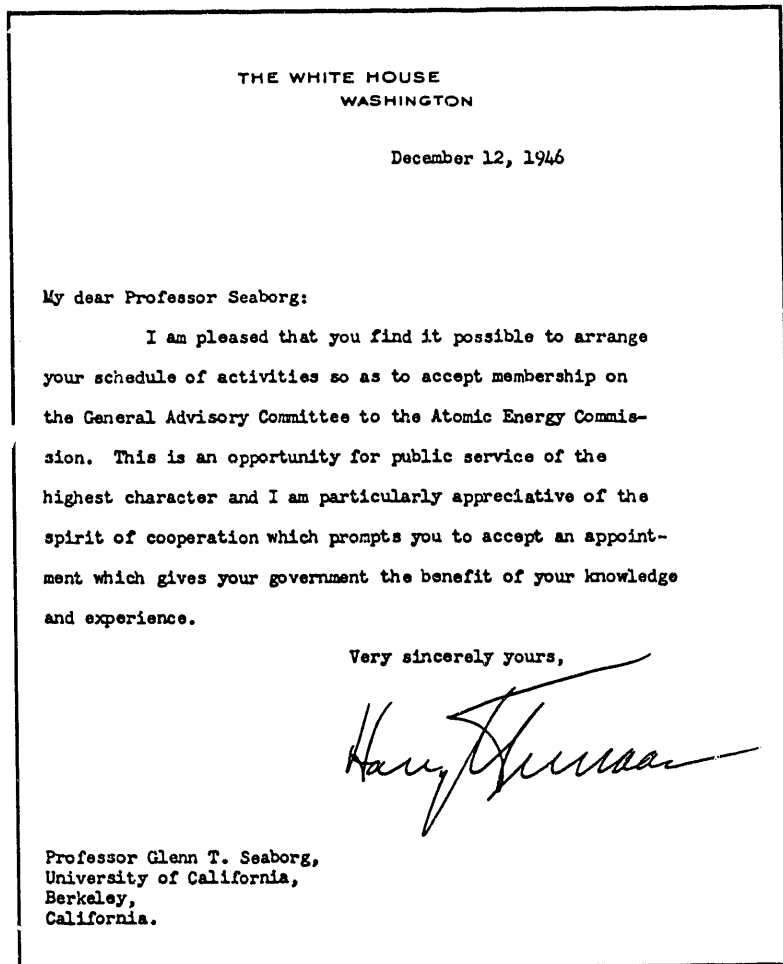 THE WHITE HOUSE
WASHINGTON
December 12, 1946
My dear Professor Seaborg:
I am pleased that you find it possible to arrange
your schedule of activities so as to accept membership on
the General Advisory Committee to the Atomic Energy Commis-
sion. This is an opportunity for public service of the
highest character and I am particularly appreciative of the
spirit of cooperation which prompts you to accept an appoint-
ment which gives your government the benefit of your knowledge
and experience.
Very sincerely yours,
Harry Truman
Professor Glenn T. Seaborg,
University of California,
Berkeley,
California.